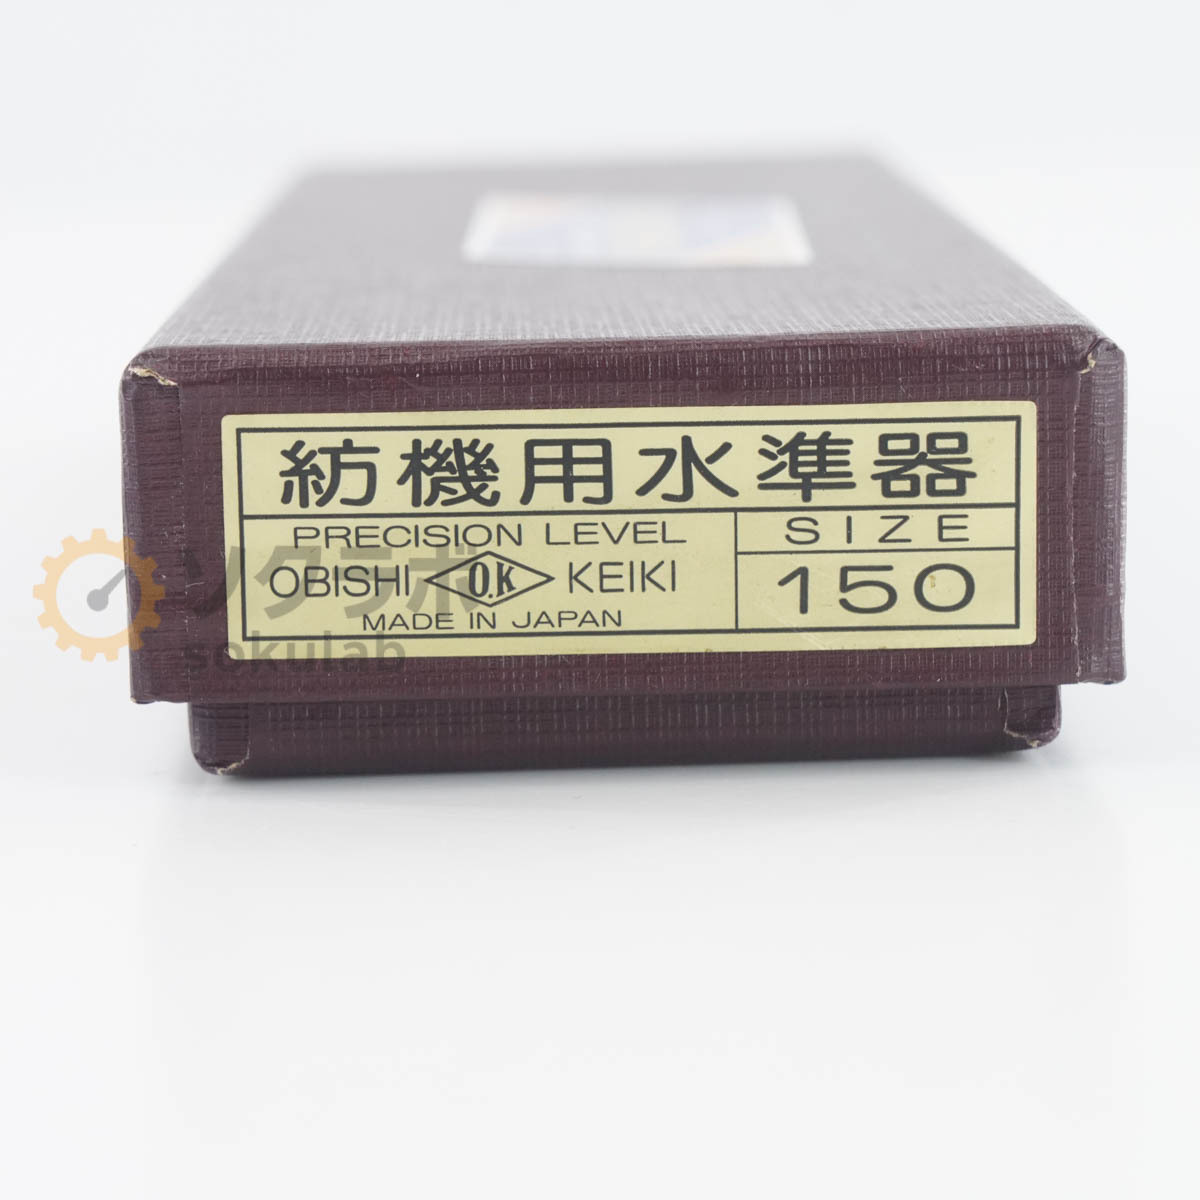 紡機用水準器
PRECISION LEVEL
OBISHI O.K KEIKI
MADE IN JAPAN
SIZE
150
ソクラボ
sokulab